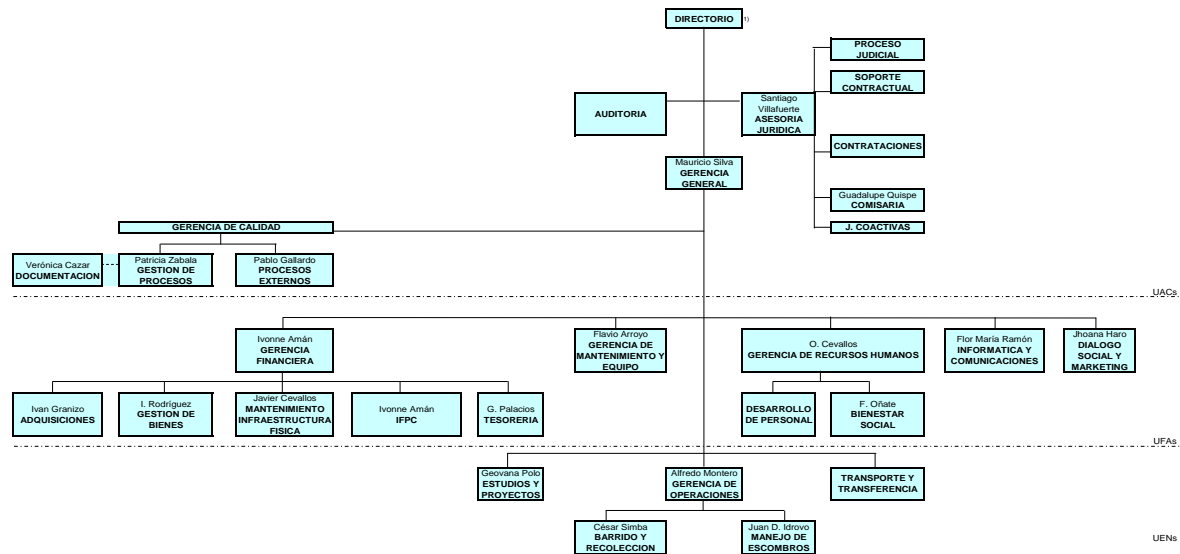 DIRECTORIO 1)
PROCESO
JUDICIAL
SOPORTE
CONTRACTUAL
AUDITORIA
Santiago
Villafuerte
ASESORIA
JURIDICA
CONTRATACIONES
Mauricio Silva
GERENCIA
GENERAL
Guadalupe Quispe
COMISARIA
J. COACTIVAS
GERENCIA DE CALIDAD
Verónica Cazar
DOCUMENTACION
Patricia Zabala
GESTION DE
PROCESOS
Pablo Gallardo
PROCESOS
EXTERNOS
UACs
Ivonne Amán
GERENCIA
FINANCIERA
Flavio Arroyo
GERENCIA DE
MANTENIMIENTO Y
EQUIPO
O. Cevallos
GERENCIA DE RECURSOS HUMANOS
Flor María Ramón
INFORMATICA Y
COMUNICACIONES
Jhoana Haro
DIALOGO
SOCIAL Y
MARKETING
Ivan Granizo
ADQUISICIONES
I. Rodríguez
GESTION DE
BIENES
Javier Cevallos
MANTENIMIENTO
INFRAESTRUCTURA
FISICA
Ivonne Amán
IFPC
G. Palacios
TESORERIA
DESARROLLO
DE PERSONAL
F. Oñate
BIENESTAR
SOCIAL
UFAs
Geovana Polo
ESTUDIOS Y
PROYECTOS
Alfredo Montero
GERENCIA DE
OPERACIONES
TRANSPORTE Y
TRANSFERENCIA
César Simba
BARRIDO Y
RECOLECCION
Juan D. Idrovo
MANEJO DE
ESCOMBROS
UENs